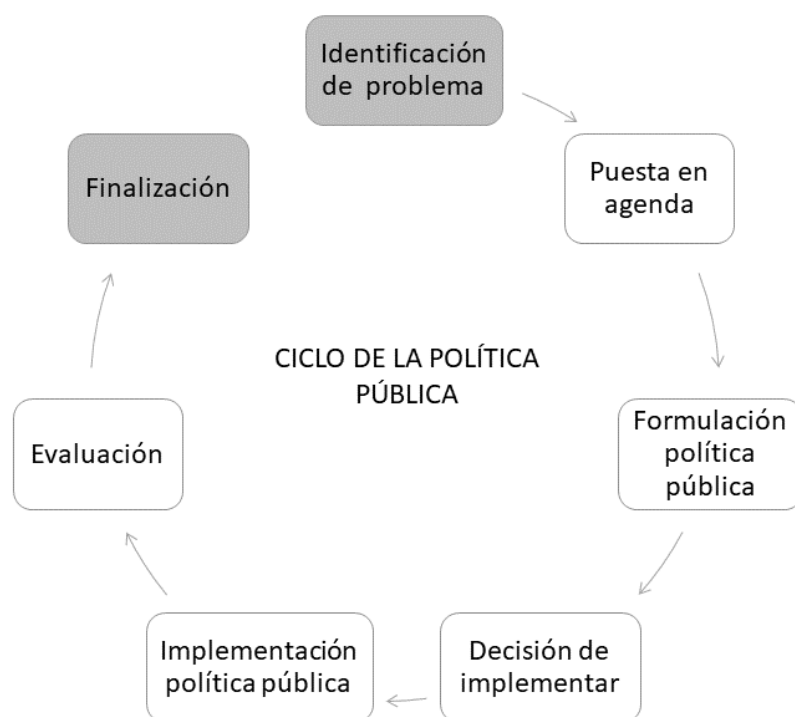 Identificación
de problema
Puesta en
agenda
Formulación
política
pública
Decisión de
implementar
Implementación
política pública
Evaluación
Finalización
CICLO DE LA POLÍTICA
PÚBLICA